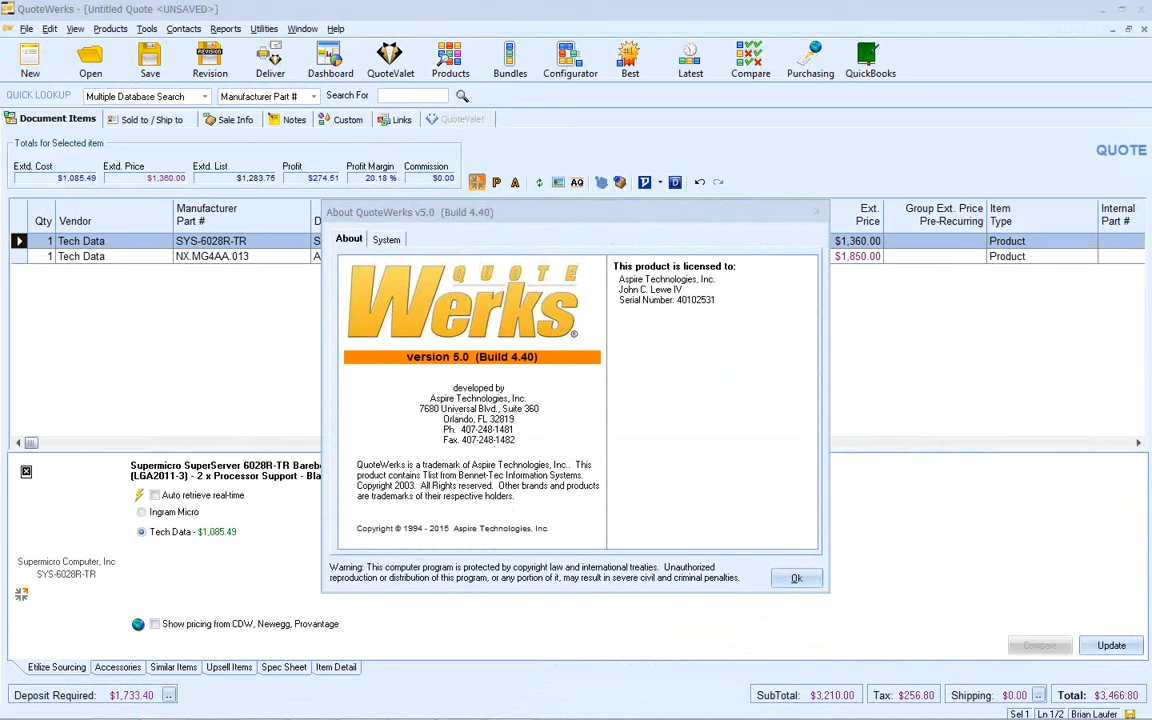 QuoteWerks - [Untitled Quote <UNSAVED>]
File Edit View Products Tools Contacts Reports Utilities Window Help
New Open Save Revision Deliver Dashboard QuoteValet Products Bundles Configurator Best Latest Compare Purchasing QuickBooks
QUICK LOOKUP Multiple Database Search Manufacturer Part # Search For
Document Items Sold to / Ship to Sale Info Notes Custom Links QuoteValet
Totals for Selected item
QUOTE
Extd. Cost Extd. Price Extd. List Profit Profit Margin Commission
$1,085.49 $1,360.00 $1,283.75 $274.51 20.18 % $0.00
Qty Vendor Manufacturer Part # D Ext. Price Group Ext. Price Pre-Recurring Item Type Internal Part #
1 Tech Data SYS-6028R-TR S $1,360.00 Product
1 Tech Data NX.MG4AA.013 A $1,850.00 Product
About QuoteWerks v5.0 (Build 4.40)
About System
QUOTE
Werks®
version 5.0 (Build 4.40)
developed by
Aspire Technologies, Inc.
7680 Universal Blvd., Suite 360
Orlando, FL 32819
Ph. 407-248-1481
Fax. 407-248-1482
QuoteWerks is a trademark of Aspire Technologies, Inc.. This
product contains Tlist from Bennet-Tec Information Systems.
Copyright 2003. All Rights reserved. Other brands and products
are trademarks of their respective holders.
Copyright © 1994 - 2015 Aspire Technologies, Inc.
This product is licensed to:
Aspire Technologies, Inc.
John C. Lewe IV
Serial Number: 40102531
Warning: This computer program is protected by copyright law and international treaties. Unauthorized
reproduction or distribution of this program, or any portion of it, may result in severe civil and criminal penalties.
Ok
Supermicro SuperServer 6028R-TR Bareb
(LGA2011-3) - 2 x Processor Support - Bla
Auto retrieve real-time
Ingram Micro
Tech Data - $1,085.49
Supermicro Computer, Inc
SYS-6028R-TR
Show pricing from CDW, Newegg, Provantage
Compare Update
Etilize Sourcing Accessories Similar Items Upsell Items Spec Sheet Item Detail
Deposit Required: $1,733.40 SubTotal: $3,210.00 Tax: $256.80 Shipping: $0.00 Total: $3,466.80
Sel 1 Ln 1/2 Brian Laufer